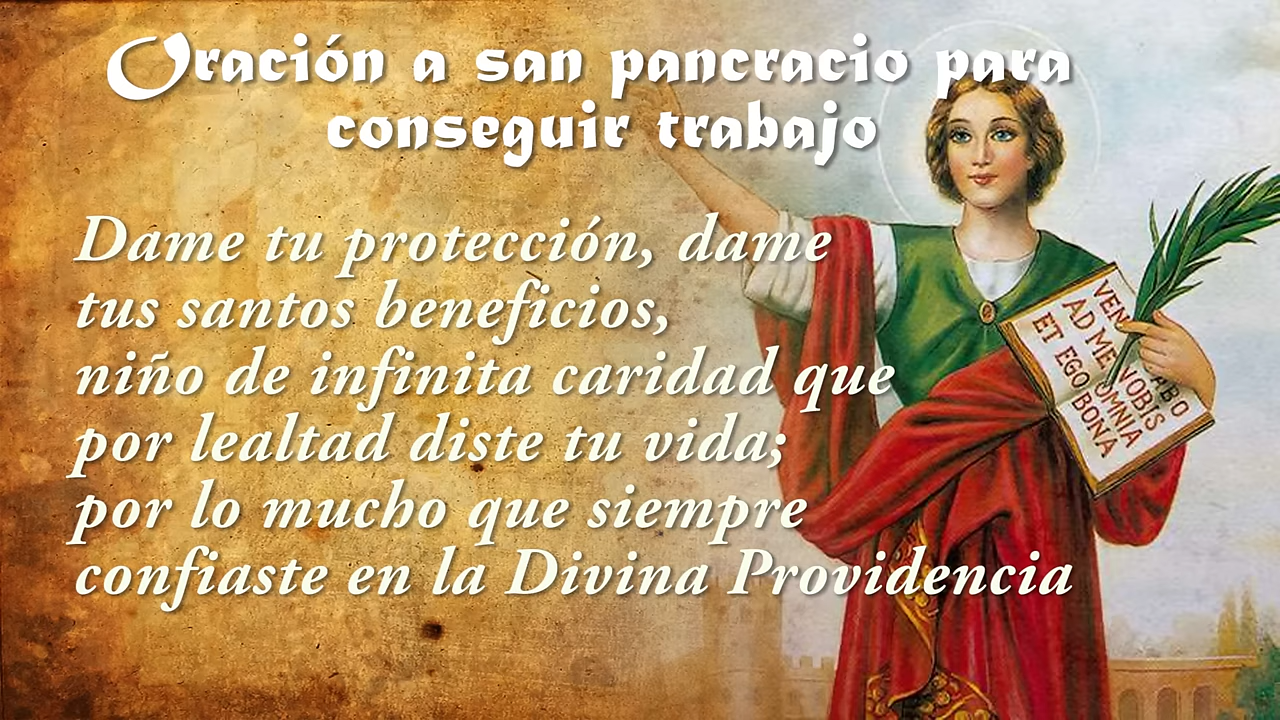 Oración a san pancracio para
conseguir trabajo
Dame tu protección, dame
tus santos beneficios,
niño de infinita caridad que
por lealtad diste tu vida;
por lo mucho que siempre
confiaste en la Divina Providencia
VEN
AD ME NOBIS
ET EGO OMNIA
BONA